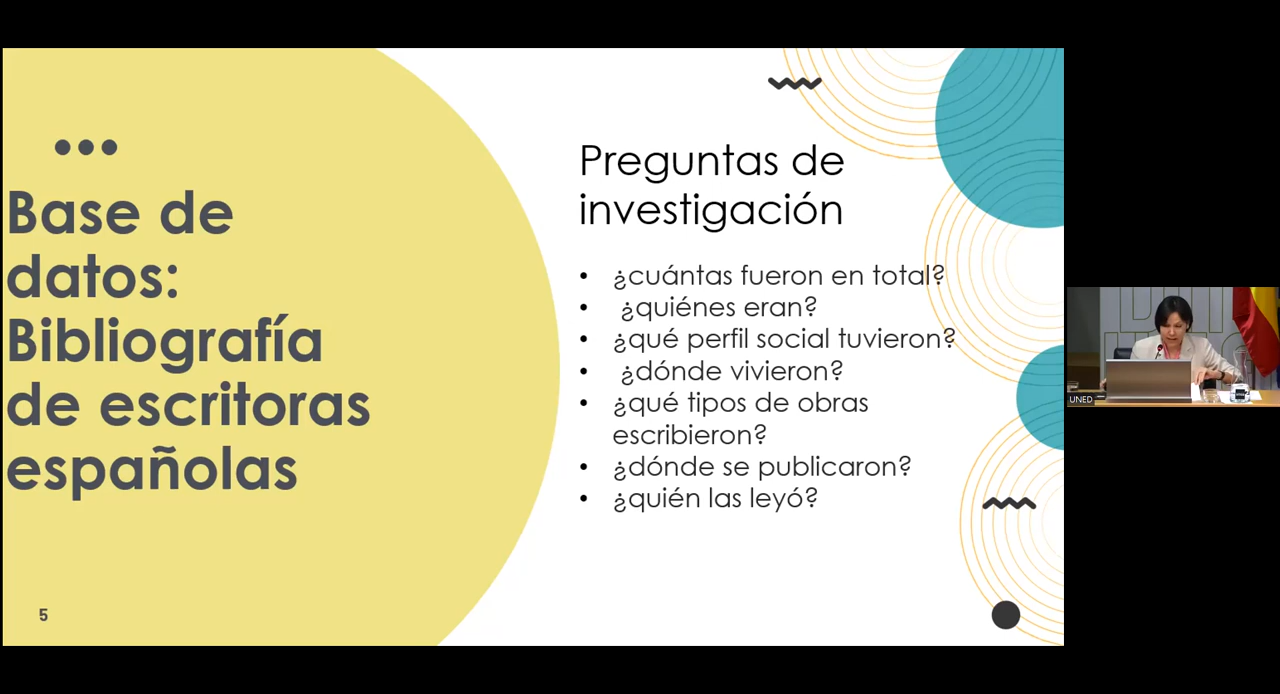 Base de
datos:
Bibliografía
de escritoras
españolas
5
Preguntas de
investigación
• ¿cuántas fueron en total?
• ¿quiénes eran?
• ¿qué perfil social tuvieron?
• ¿dónde vivieron?
• ¿qué tipos de obras
escribieron?
• ¿dónde se publicaron?
• ¿quién las leyó?
UNED